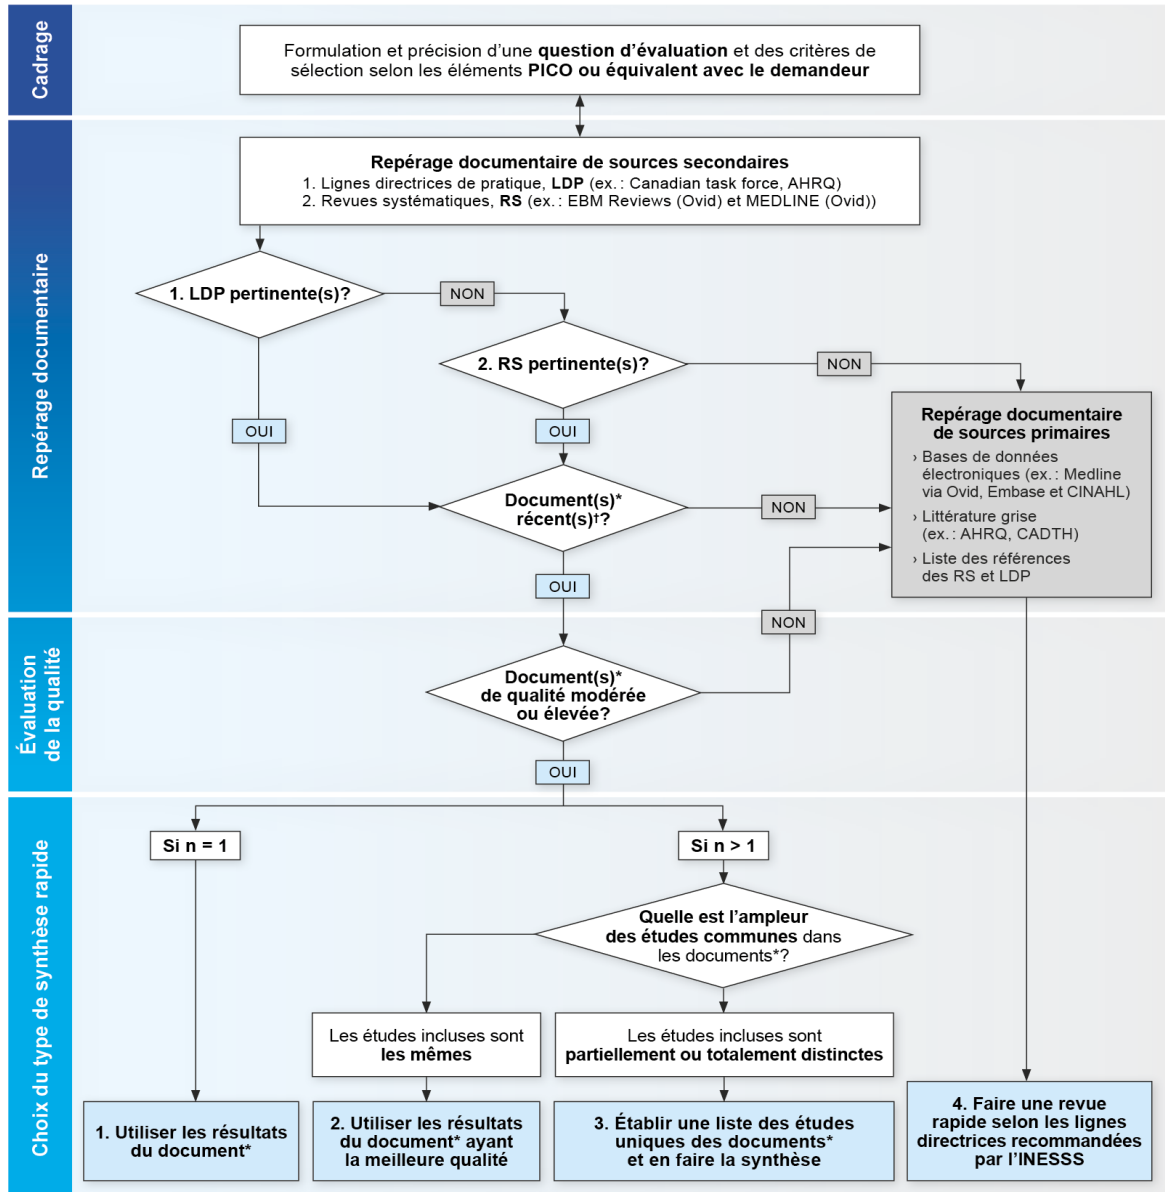 Cadrage
Formulation et précision d’une question d’évaluation et des critères de
sélection selon les éléments PICO ou équivalent avec le demandeur
Repérage documentaire
Repérage documentaire de sources secondaires
1. Lignes directrices de pratique, LDP (ex. : Canadian task force, AHRQ)
2. Revues systématiques, RS (ex. : EBM Reviews (Ovid) et MEDLINE (Ovid))
1. LDP pertinente(s)?
NON
2. RS pertinente(s)?
NON
OUI
OUI
Repérage documentaire
de sources primaires
› Bases de données
électroniques (ex. : Medline
via Ovid, Embase et CINAHL)
› Littérature grise
(ex. : AHRQ, CADTH)
› Liste des références
des RS et LDP
Document(s)*
récent(s)†?
NON
OUI
NON
Évaluation
de la qualité
Document(s)*
de qualité modérée
ou élevée?
OUI
Choix du type de synthèse rapide
Si n = 1
Si n > 1
Quelle est l’ampleur
des études communes dans
les documents*?
Les études incluses sont
les mêmes
Les études incluses sont
partiellement ou totalement distinctes
1. Utiliser les résultats
du document*
2. Utiliser les résultats
du document* ayant
la meilleure qualité
3. Établir une liste des études
uniques des documents*
et en faire la synthèse
4. Faire une revue
rapide selon les lignes
directrices recommandées
par l’INESSS